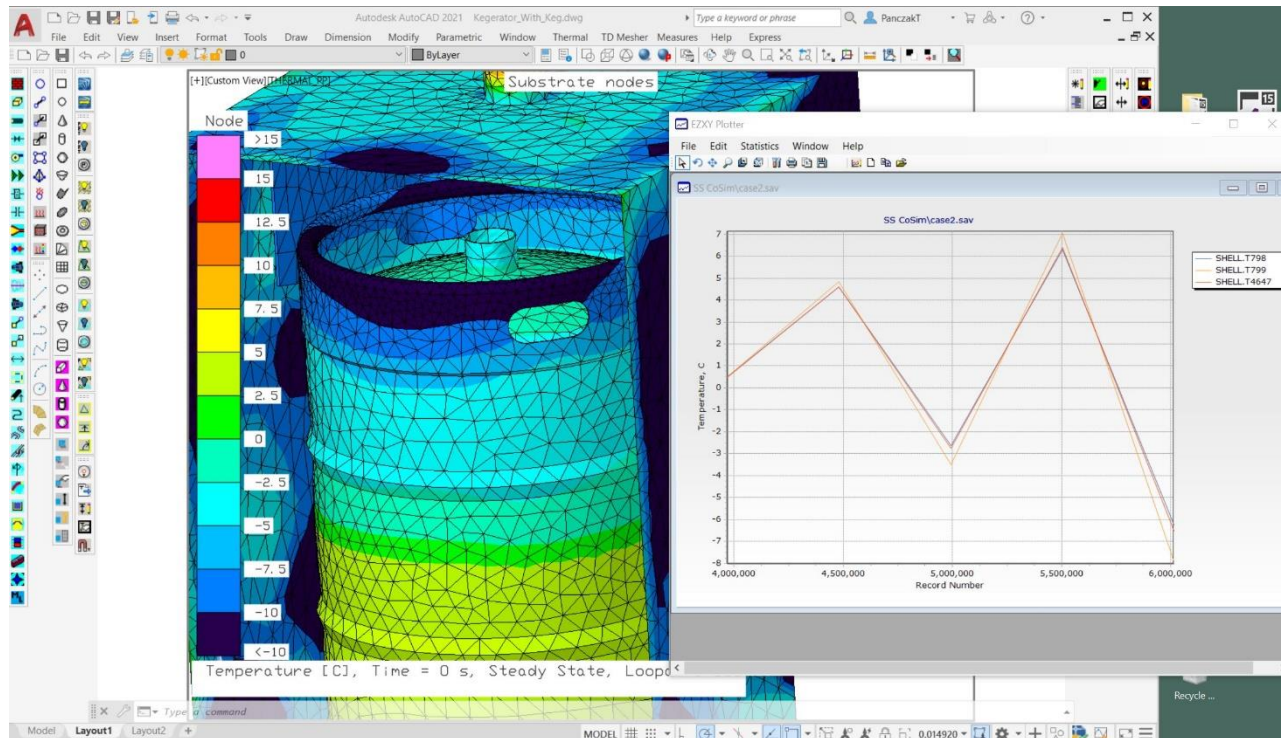 Autodesk AutoCAD 2021 Kegerator_With_Keg.dwg
Type a keyword or phrase
PanczakT
File Edit View Insert Format Tools Draw Dimension Modify Parametric Window Thermal TD Mesher Measures Help Express
0
ByLayer
[+][Custom View][THERMAL_PP]
Substrate nodes
Node
>15
15
12.5
10
7.5
5
2.5
0
-2.5
-5
-7.5
-10
<-10
Temperature [C], Time = 0 s, Steady State, Loop
EZXY Plotter
File Edit Statistics Window Help
SS CoSim\case2.sav
SS CoSim\case2.sav
7
6
5
4
3
2
1
0
-1
-2
-3
-4
-5
-6
-7
-8
Temperature, C
4,000,000 4,500,000 5,000,000 5,500,000 6,000,000
Record Number
SHELL.T798
SHELL.T799
SHELL.T4647
15
Recycle ...
Type a command
Model Layout1 Layout2 +
MODEL
0.014920